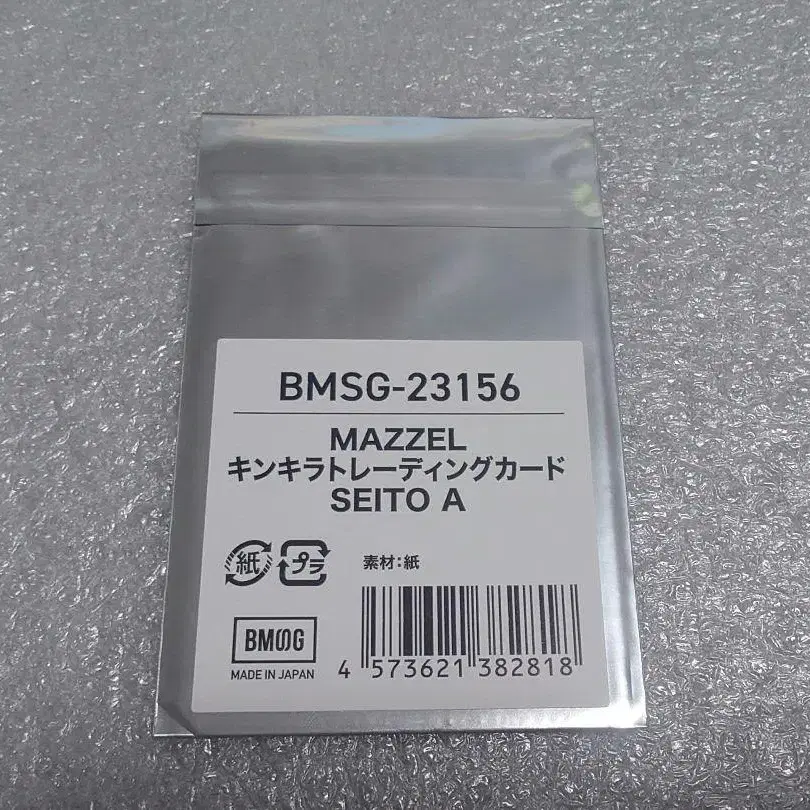 BMSG-23156
MAZZEL
キンキラトレーディングカード
SEITO A
紙 プラ 素材:紙
BMSG
MADE IN JAPAN
4 573621 382818